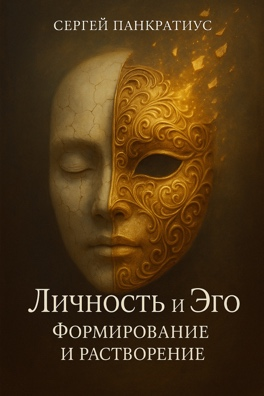 СЕРГЕЙ ПАНКРАТИУС
Личность и Эго
Формирование
и растворение